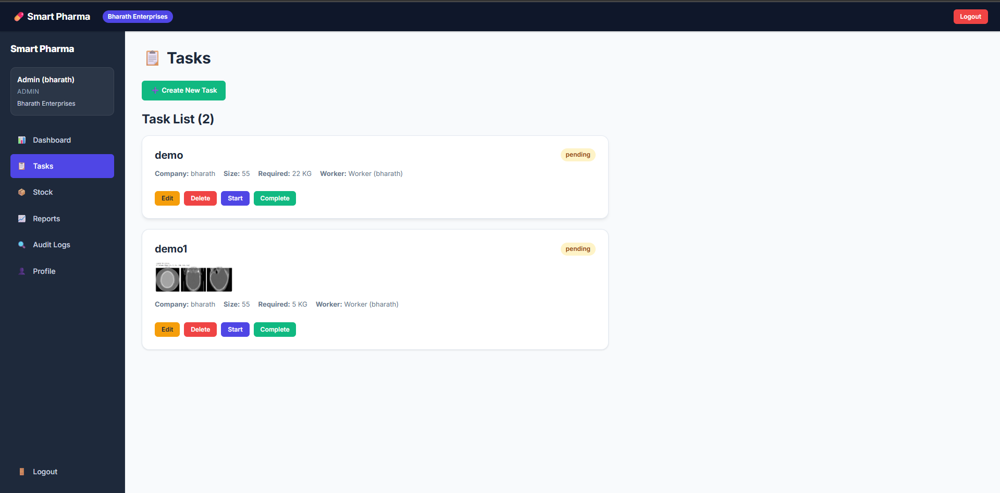 Smart Pharma
Bharath Enterprises
Logout
Smart Pharma
Admin (bharath)
ADMIN
Bharath Enterprises
Dashboard
Tasks
Stock
Reports
Audit Logs
Profile
Logout
Tasks
Create New Task
Task List (2)
demo
pending
Company: bharath Size: 55 Required: 22 KG Worker: Worker (bharath)
Edit Delete Start Complete
demo1
pending
Company: bharath Size: 55 Required: 5 KG Worker: Worker (bharath)
Edit Delete Start Complete